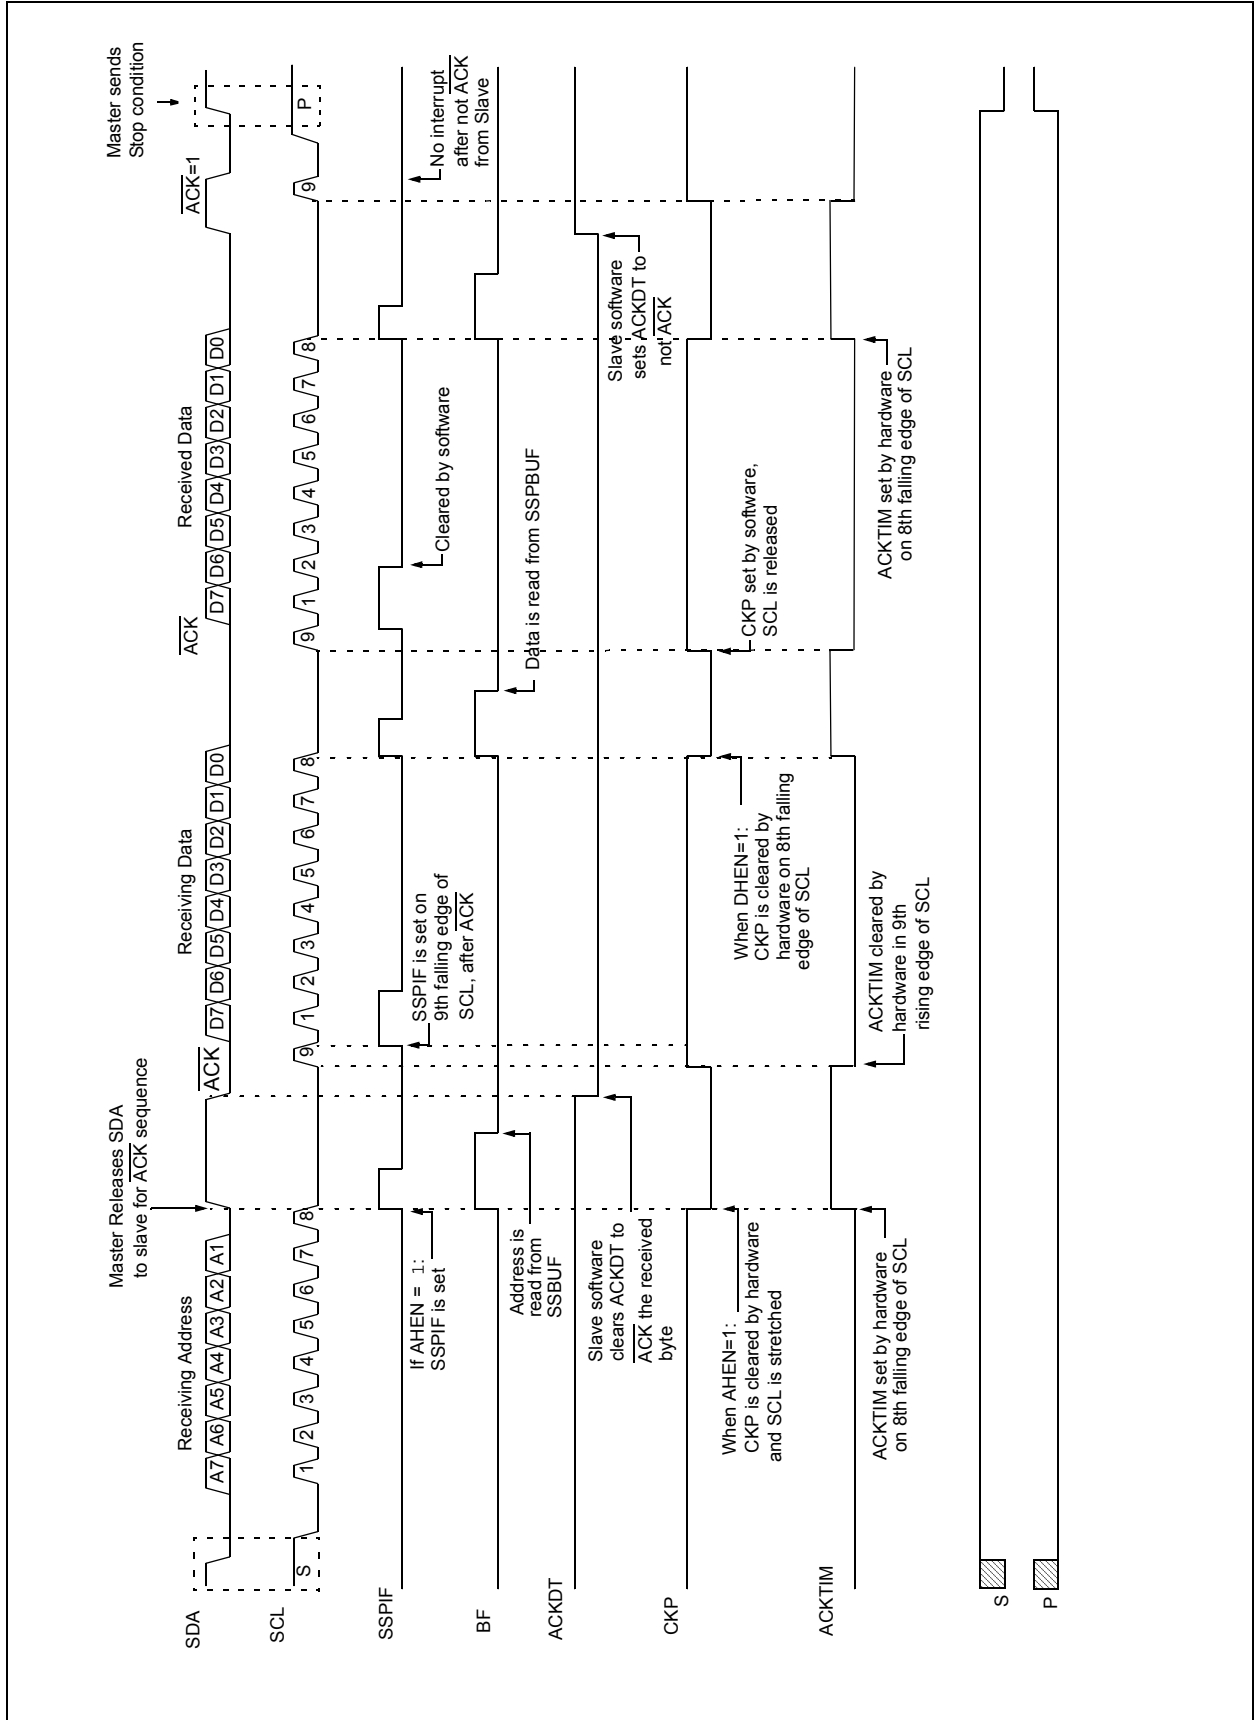 Master Releases SDA
to slave for ACK sequence
Master sends
Stop condition
Receiving Address
Receiving Data
Received Data
ACK
ACK
ACK=1
SDA
A7 A6 A5 A4 A3 A2 A1
D7 D6 D5 D4 D3 D2 D1 D0
D7 D6 D5 D4 D3 D2 D1 D0
SCL
S
1 2 3 4 5 6 7 8
9 1 2 3 4 5 6 7 8
9 1 2 3 4 5 6 7 8
9
P
SSPIF
If AHEN = 1:
SSPIF is set
SSPIF is set on
9th falling edge of
SCL, after ACK
Cleared by software
No interrupt
after not ACK
from Slave
BF
Address is
read from
SSBUF
Data is read from SSPBUF
ACKDT
Slave software
clears ACKDT to
ACK the received
byte
Slave software
sets ACKDT to
not ACK
CKP
When AHEN=1:
CKP is cleared by hardware
and SCL is stretched
When DHEN=1:
CKP is cleared by
hardware on 8th falling
edge of SCL
CKP set by software,
SCL is released
ACKTIM
ACKTIM set by hardware
on 8th falling edge of SCL
ACKTIM cleared by
hardware in 9th
rising edge of SCL
ACKTIM set by hardware
on 8th falling edge of SCL
S
P